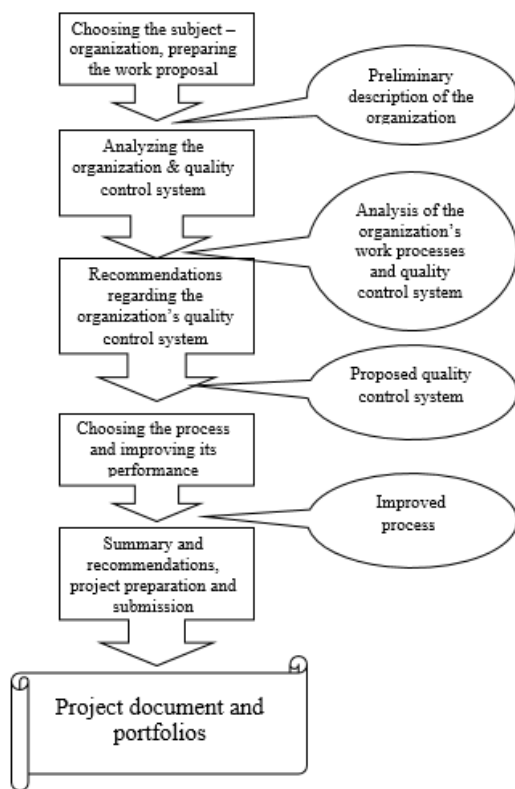 Choosing the subject –
organization, preparing
the work proposal
Preliminary
description of the
organization
Analyzing the
organization & quality
control system
Analysis of the
organization's
work processes
and quality
control system
Recommendations
regarding the
organization's quality
control system
Proposed quality
control system
Choosing the process
and improving its
performance
Improved
process
Summary and
recommendations,
project preparation and
submission
Project document and
portfolios